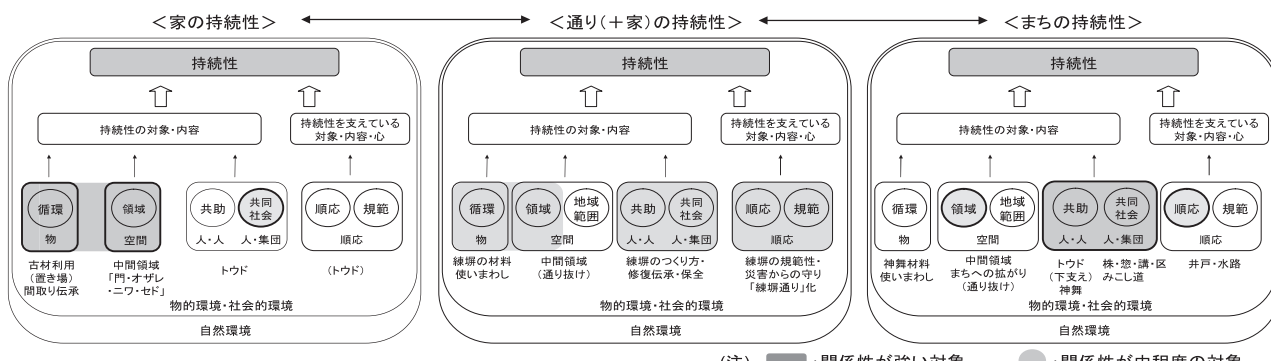 ＜家の持続性＞
持続性
持続性の対象・内容
持続性を支えている
対象・内容・心
循環
物
領域
空間
共助
共同
社会
人・人 人・集団
順応
規範
順応
古材利用
(置き場)
間取り伝承
中間領域
「門・オザレ
・ニワ・セド」
トウド
(トウド)
物的環境・社会的環境
自然環境
＜通り(＋家)の持続性＞
持続性
持続性の対象・内容
持続性を支えている
対象・内容・心
循環
物
領域
地域
範囲
空間
共助
共同
社会
人・人 人・集団
順応
規範
順応
練塀の材料
使いまわし
中間領域
(通り抜け)
練塀のつくり方・
修復伝承・保全
練塀の規範性・
災害からの守り
「練塀通り」化
物的環境・社会的環境
自然環境
＜まちの持続性＞
持続性
持続性の対象・内容
持続性を支えている
対象・内容・心
循環
物
領域
地域
範囲
空間
共助
共同
社会
人・人 人・集団
順応
規範
順応
神舞材料
使いまわし
中間領域
まちへの拡がり
(通り抜け)
トウド
(下支え)
神舞
株・惣・講・区
みこし道
井戸・水路
物的環境・社会的環境
自然環境
(注) :関係性が強い対象 :関係性が中程度の対象